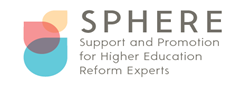 SPHERE
Support and Promotion
for Higher Education
Reform Experts